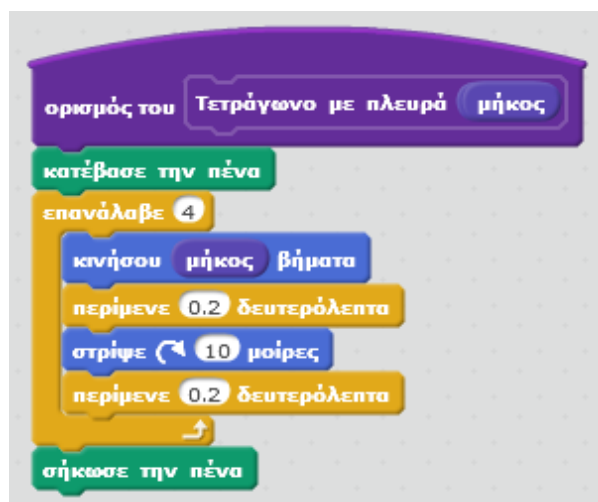 ορισμός του Τετράγωνο με πλευρά μήκος
κατέβασε την πένα
επανάλαβε 4
κινήσου μήκος βήματα
περίμενε 0.2 δευτερόλεπτα
στρίψε 10 μοίρες
περίμενε 0.2 δευτερόλεπτα
σήκωσε την πένα